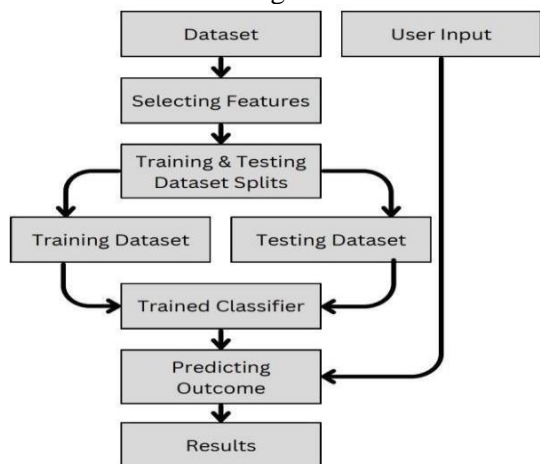 Dataset
User Input
Selecting Features
Training & Testing
Dataset Splits
Training Dataset
Testing Dataset
Trained Classifier
Predicting
Outcome
Results